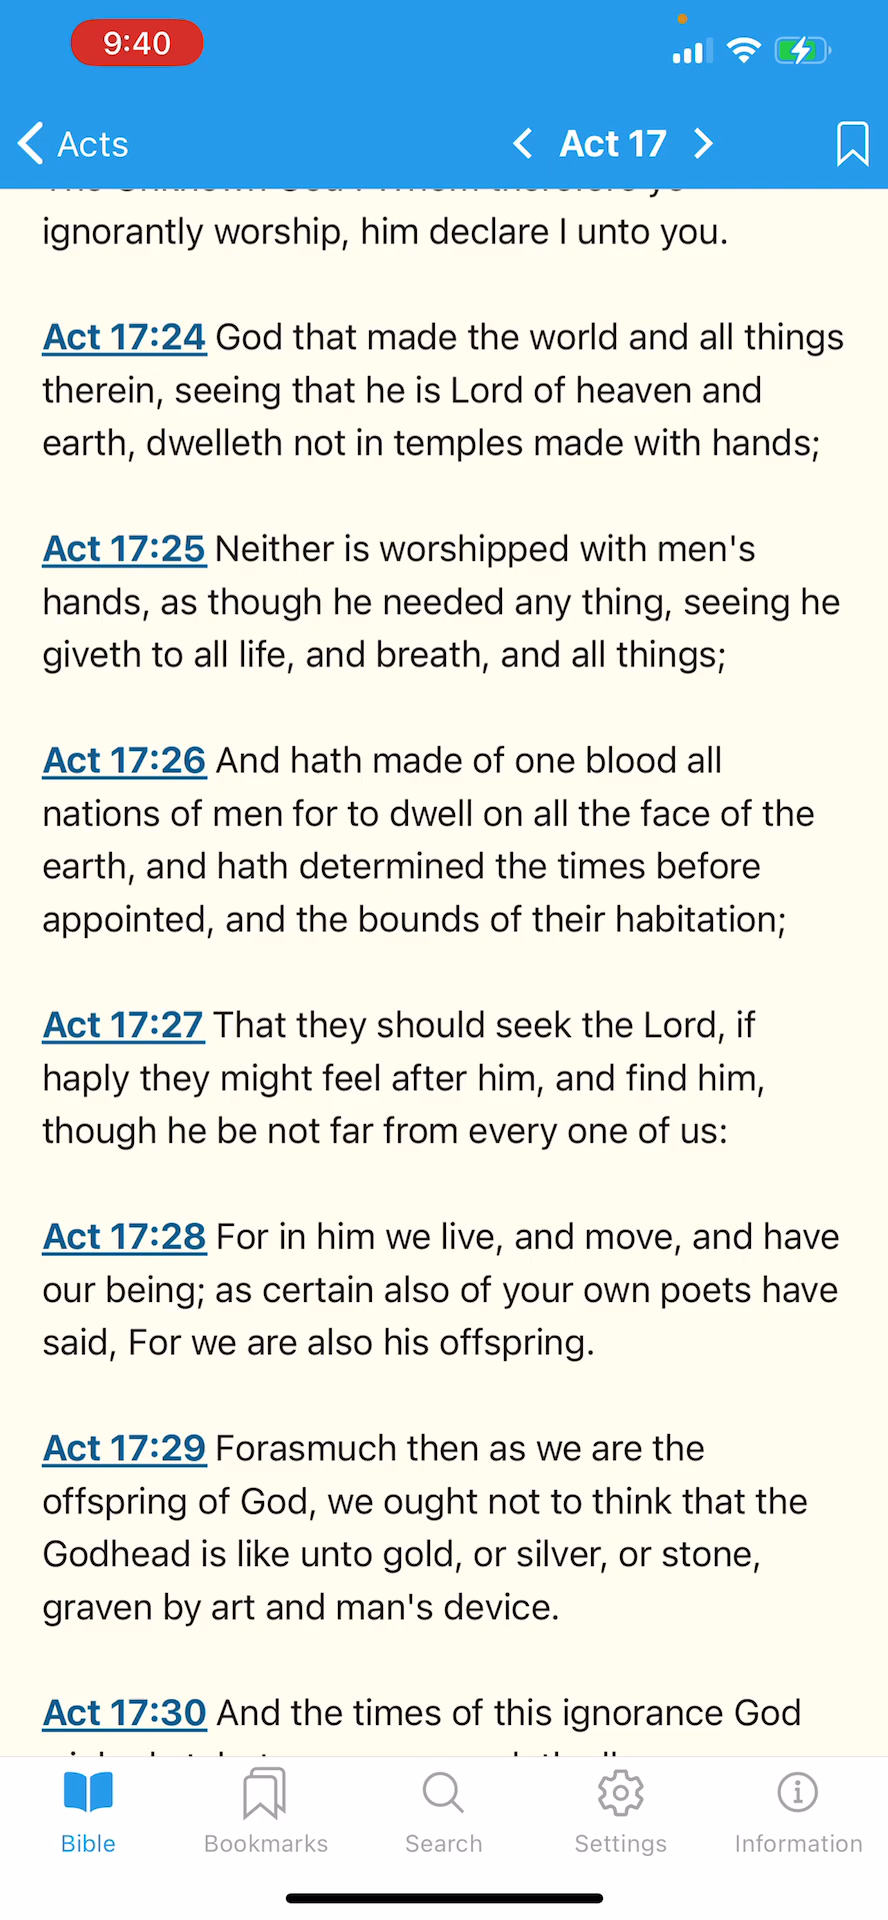 9:40
Acts
Act 17
ignorantly worship, him declare I unto you.
Act 17:24 God that made the world and all things
therein, seeing that he is Lord of heaven and
earth, dwelleth not in temples made with hands;
Act 17:25 Neither is worshipped with men's
hands, as though he needed any thing, seeing he
giveth to all life, and breath, and all things;
Act 17:26 And hath made of one blood all
nations of men for to dwell on all the face of the
earth, and hath determined the times before
appointed, and the bounds of their habitation;
Act 17:27 That they should seek the Lord, if
haply they might feel after him, and find him,
though he be not far from every one of us:
Act 17:28 For in him we live, and move, and have
our being; as certain also of your own poets have
said, For we are also his offspring.
Act 17:29 Forasmuch then as we are the
offspring of God, we ought not to think that the
Godhead is like unto gold, or silver, or stone,
graven by art and man's device.
Act 17:30 And the times of this ignorance God
Bible
Bookmarks
Search
Settings
Information